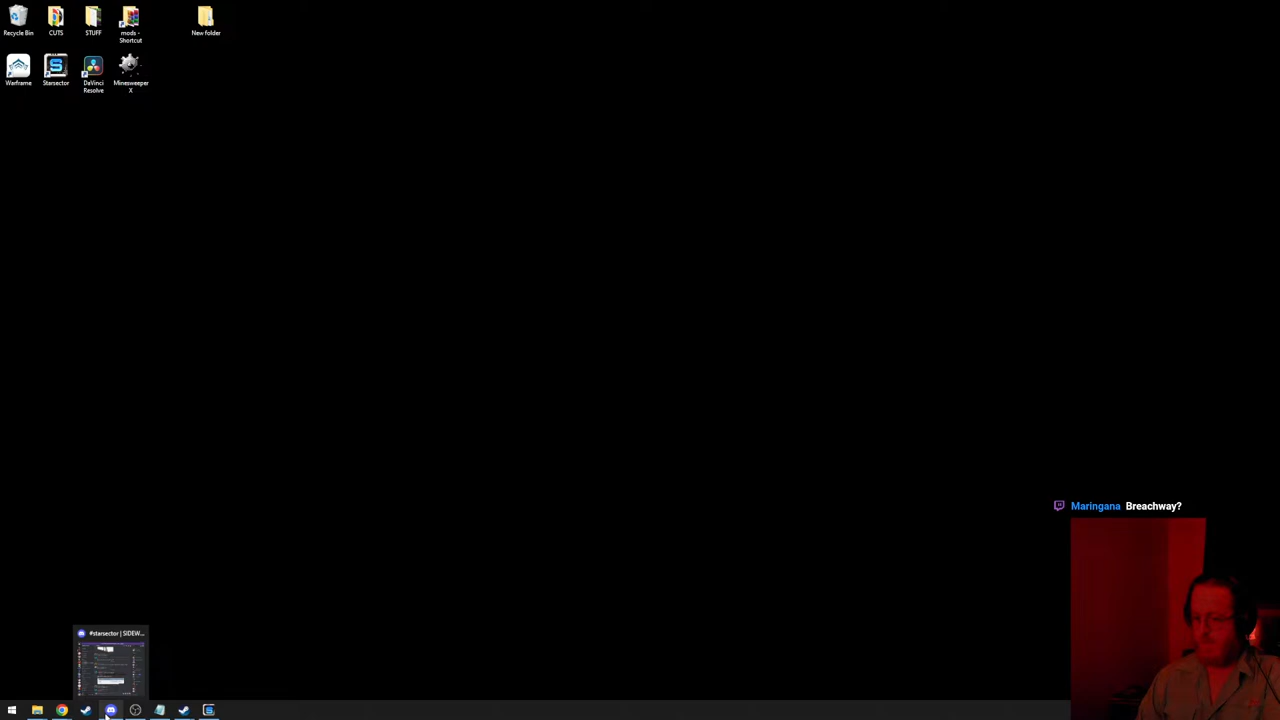 Recycle Bin
CUTS
STUFF
mods -
Shortcut
New folder
Warframe
Starsector
DaVinci
Resolve
Minesweeper
X
Maringana Breachway?
#starsector | SIDEW...